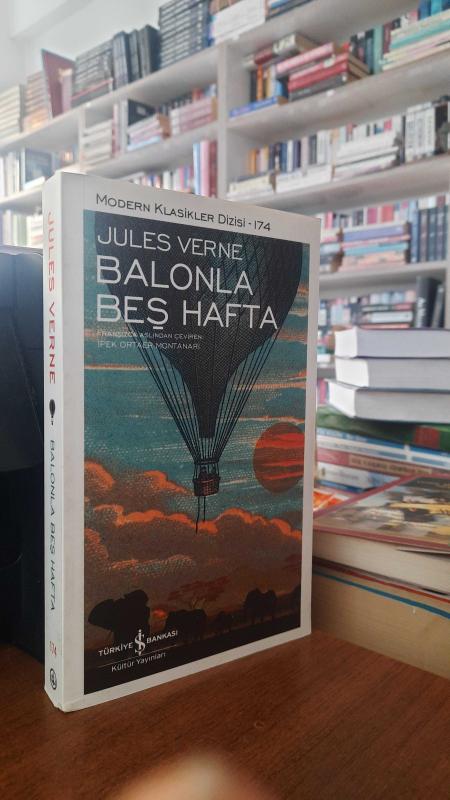 MODERN KLASİKLER DİZİSİ - 174
JULES VERNE
BALONLA
BEŞ HAFTA
FRANSIZCA ASLINDAN ÇEVİREN:
İPEK ORTAER MONTANARI
TÜRKİYE İŞ BANKASI
Kültür Yayınları
JULES VERNE
BALONLA BEŞ HAFTA
174